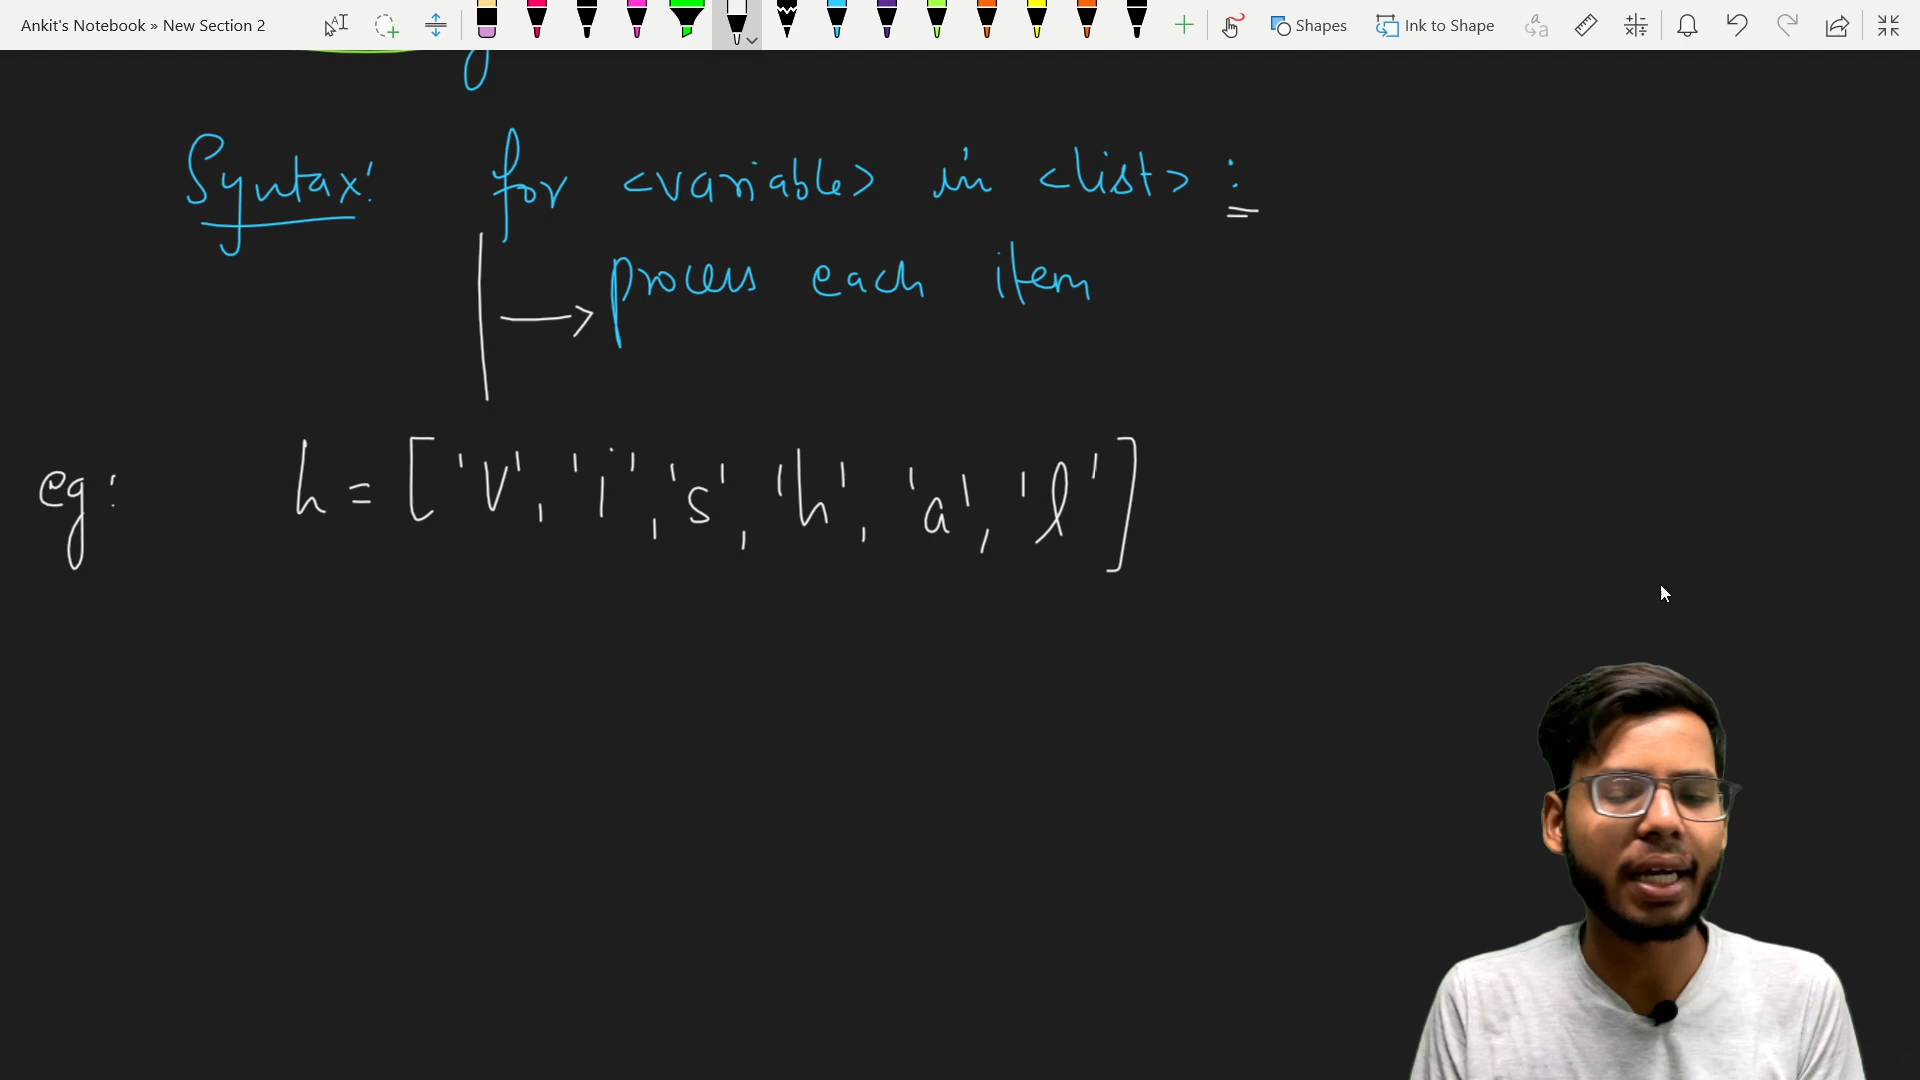 Ankit's Notebook » New Section 2 Shapes Ink to Shape
Syntax: for <variable> in <list> :
process each item
eg: h = ['V', 'i', 's', 'h', 'a', 'l']